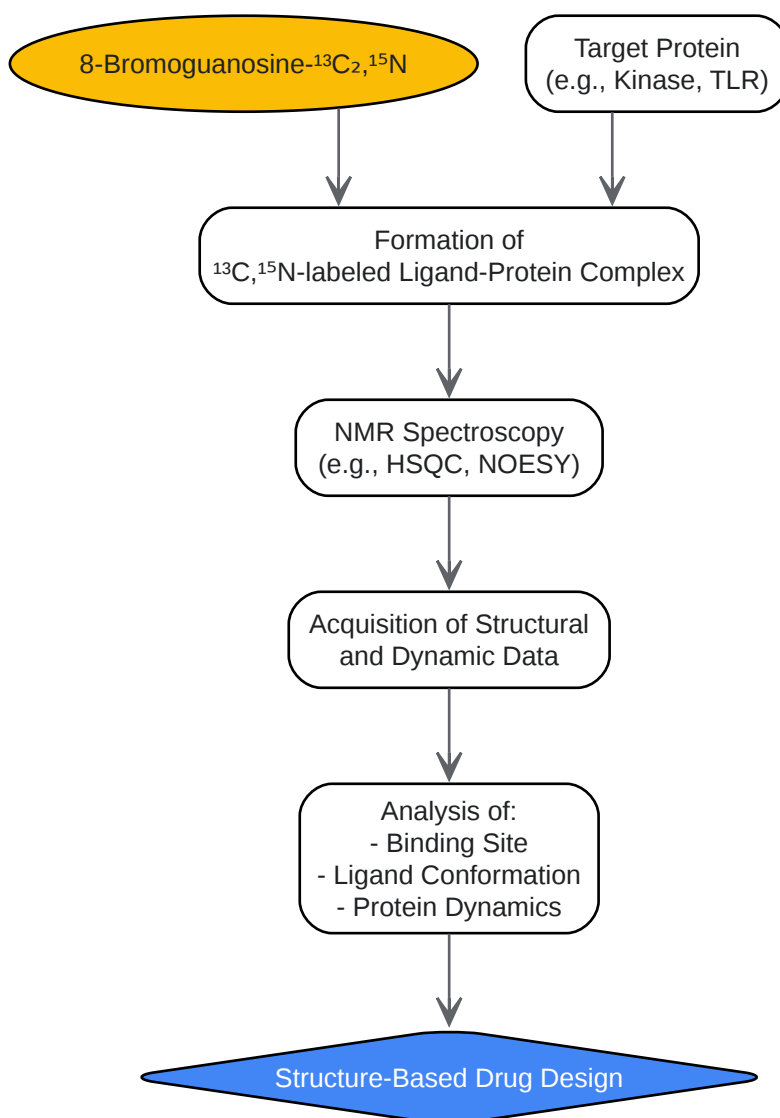 8-Bromoguanosine-¹³C₂,¹⁵N
Target Protein
(e.g., Kinase, TLR)
Formation of
¹³C,¹⁵N-labeled Ligand-Protein Complex
NMR Spectroscopy
(e.g., HSQC, NOESY)
Acquisition of Structural
and Dynamic Data
Analysis of:
- Binding Site
- Ligand Conformation
- Protein Dynamics
Structure-Based Drug Design